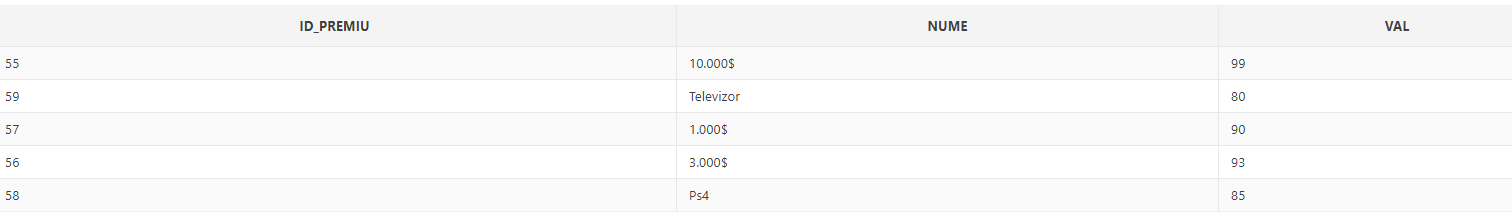 ID_PREMIU NUME VAL
55 10.000$ 99
59 Televizor 80
57 1.000$ 90
56 3.000$ 93
58 Ps4 85